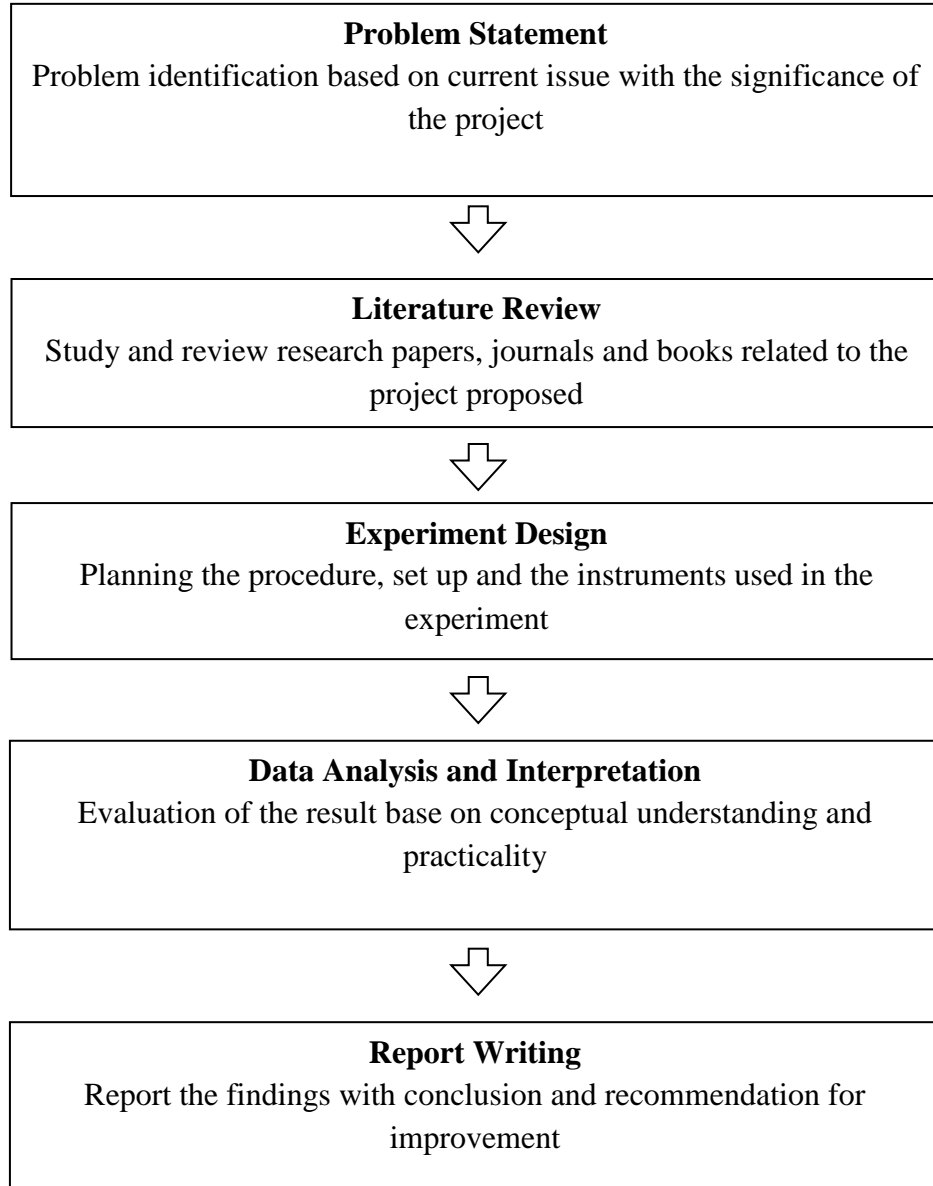 Problem Statement
Problem identification based on current issue with the significance of
the project
Literature Review
Study and review research papers, journals and books related to the
project proposed
Experiment Design
Planning the procedure, set up and the instruments used in the
experiment
Data Analysis and Interpretation
Evaluation of the result base on conceptual understanding and
practicality
Report Writing
Report the findings with conclusion and recommendation for
improvement